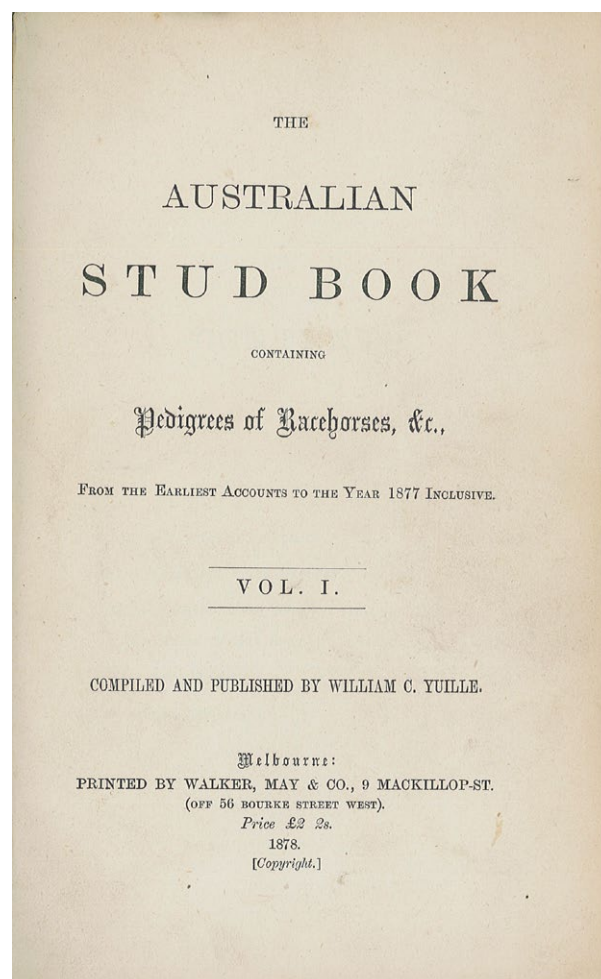 THE
AUSTRALIAN
STUD BOOK
CONTAINING
Pedigrees of Racehorses, &c.,
FROM THE EARLIEST ACCOUNTS TO THE YEAR 1877 INCLUSIVE.
VOL. I.
COMPILED AND PUBLISHED BY WILLIAM C. YUILLE.
Melbourne:
PRINTED BY WALKER, MAY & CO., 9 MACKILLOP-ST.
(OFF 56 BOURKE STREET WEST).
Price £2 2s.
1878.
[Copyright.]